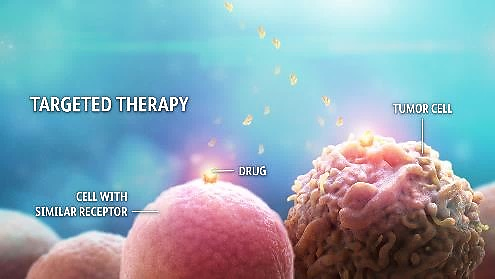 TARGETED THERAPY
TUMOR CELL
DRUG
CELL WITH
SIMILAR RECEPTOR